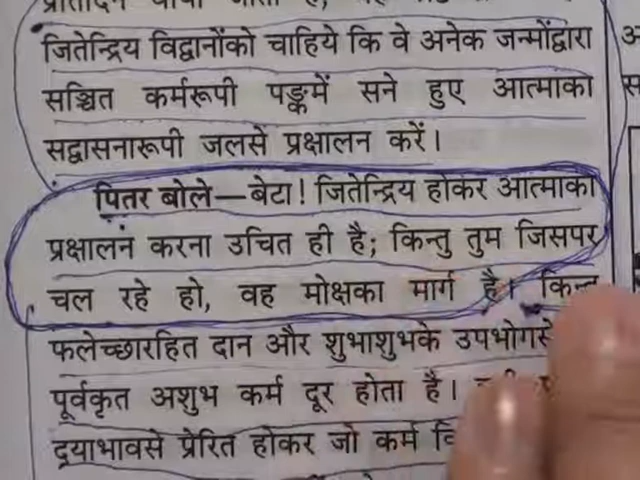 जितेन्द्रिय विद्वानोंको चाहिये कि वे अनेक जन्मोंद्वारा
सञ्चित कर्मरूपी पङ्कमें सने हुए आत्माका
सद्वासनारूपी जलसे प्रक्षालन करें।
पितर बोले—बेटा! जितेन्द्रिय होकर आत्माका
प्रक्षालन करना उचित ही है; किन्तु तुम जिसपर
चल रहे हो, वह मोक्षका मार्ग है। किन्तु
फलेच्छारहित दान और शुभाशुभके उपभोगसे
पूर्वकृत अशुभ कर्म दूर होता है।
दयाभावसे प्रेरित होकर जो कर्म